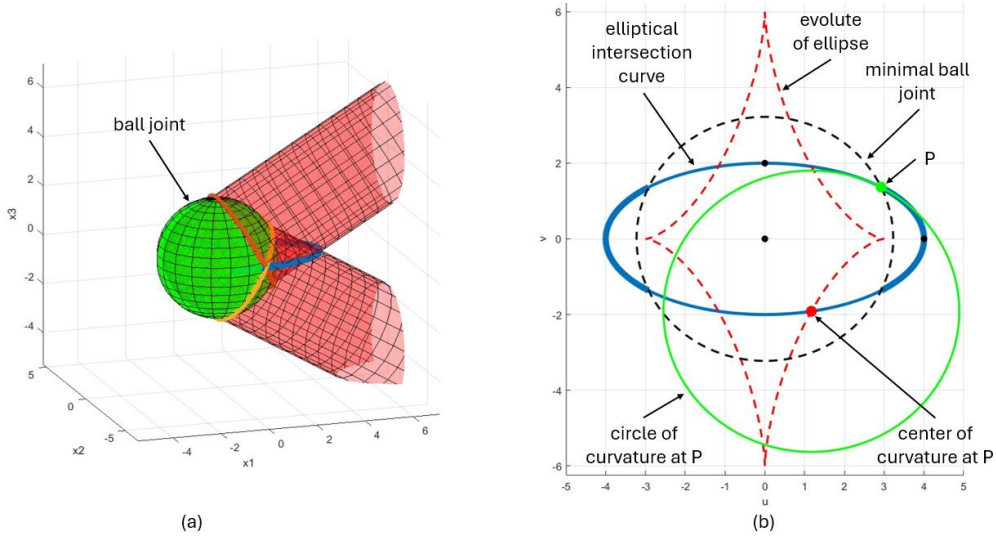 ball joint
x3
6
4
2
0
-2
-4
5
0
-5
x2
-4
-2
0
2
4
6
x1
(a)
elliptical
intersection
curve
evolute
of ellipse
minimal ball
joint
P
v
6
4
2
0
-2
-4
-6
circle of
curvature at P
center of
curvature at P
-5
-4
-3
-2
-1
0
1
2
3
4
5
u
(b)